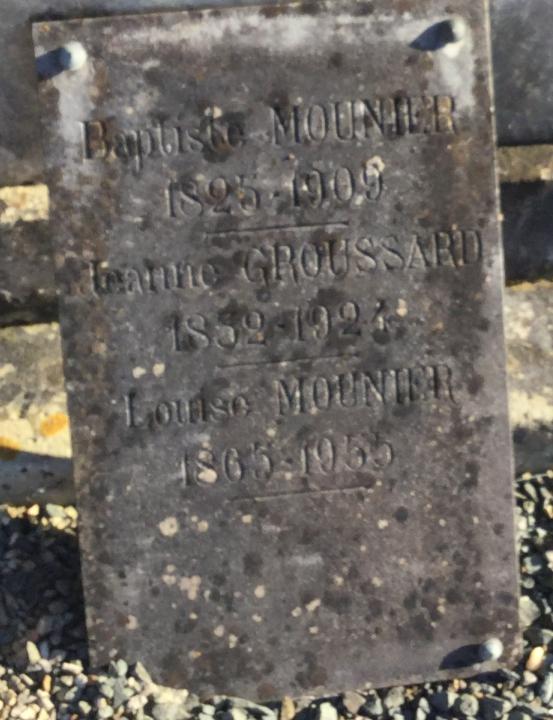 Baptiste MOUNIER
1825-1909
Jeanne GROUSSARD
1832-1924
Louise MOUNIER
1865-1955